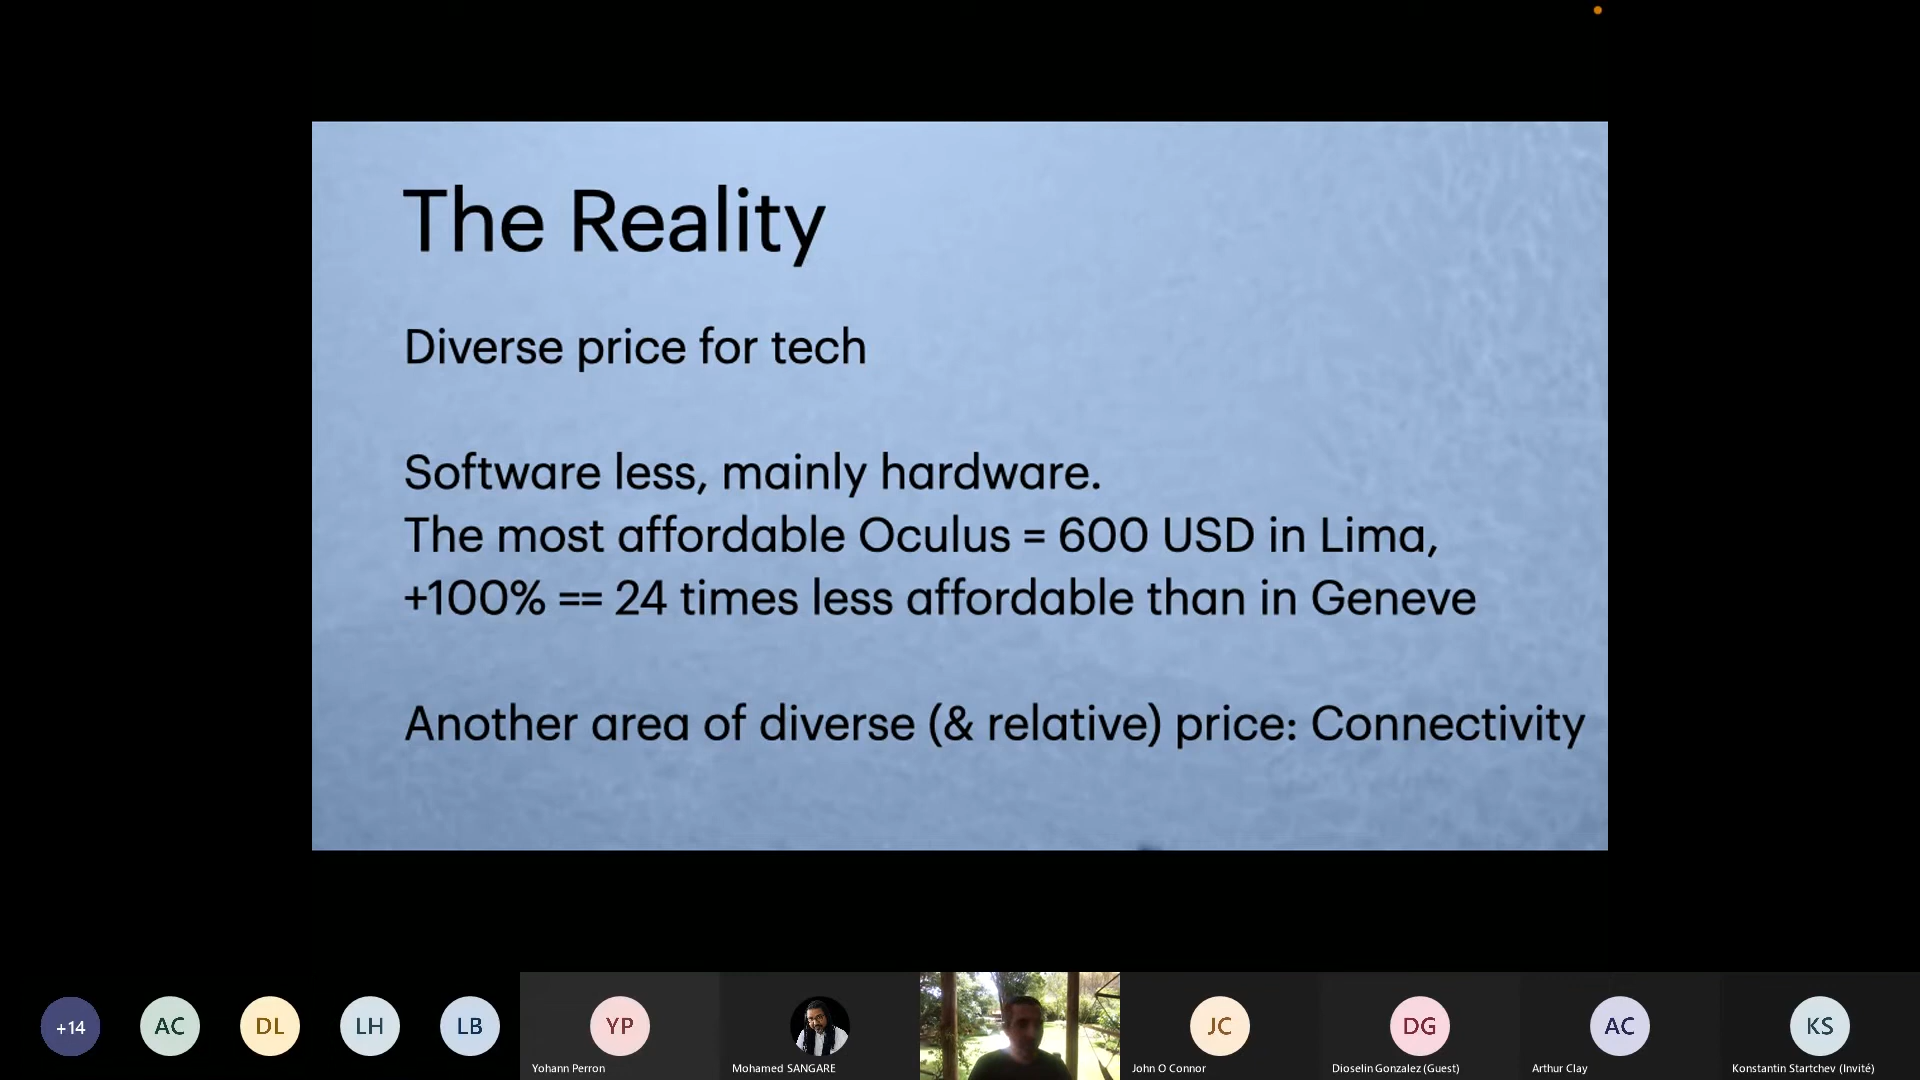 The Reality
Diverse price for tech
Software less, mainly hardware.
The most affordable Oculus = 600 USD in Lima,
+100% == 24 times less affordable than in Geneve
Another area of diverse (& relative) price: Connectivity
+14
AC
DL
LH
LB
YP
JC
DG
AC
KS
Yohann Perron
Mohamed SANGARE
John O Connor
Dioselin Gonzalez (Guest)
Arthur Clay
Konstantin Startchev (Invité)